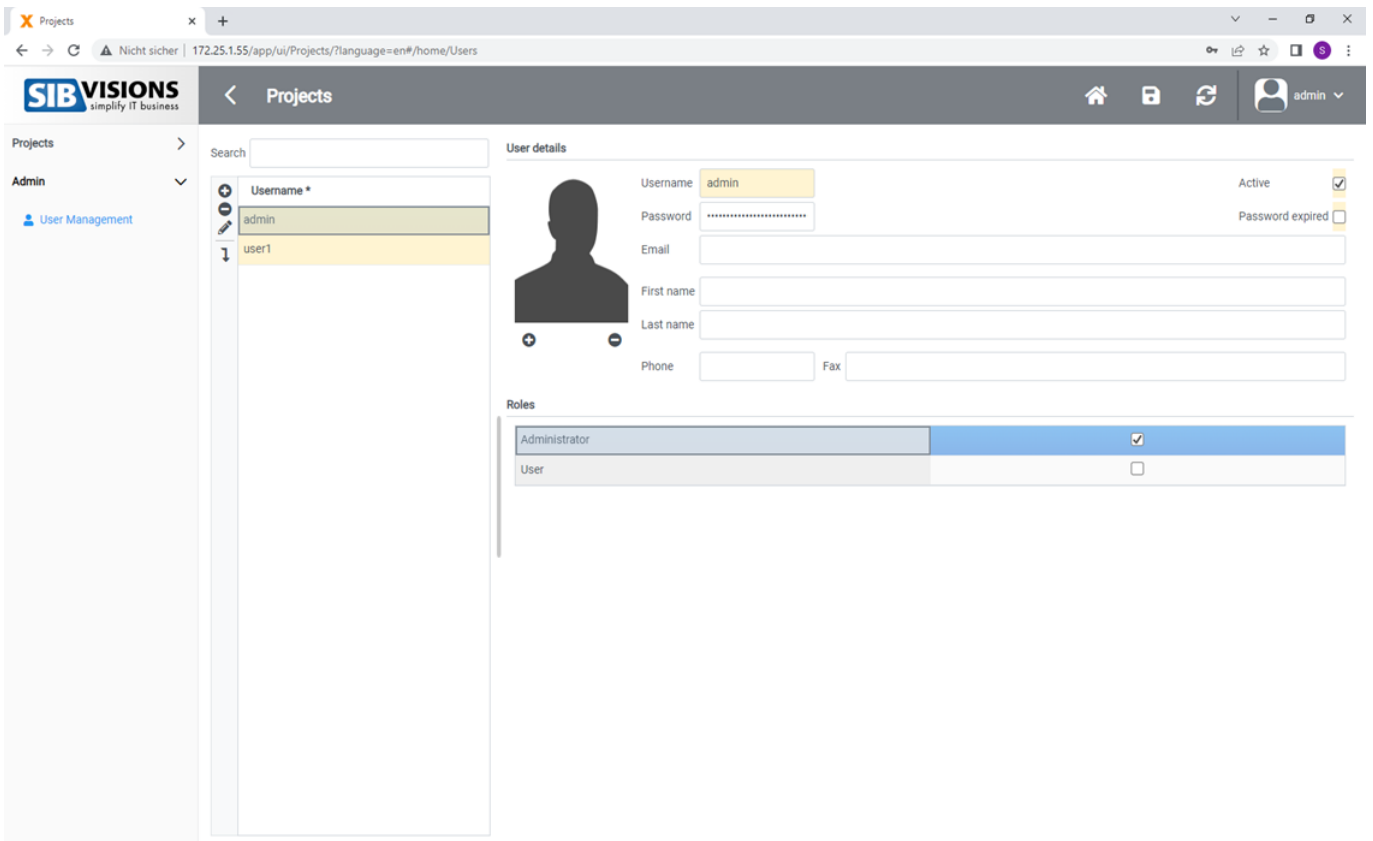 Projects
Nicht sicher | 172.25.1.55/app/ui/Projects/?language=en#/home/Users
S
SIB VISIONS
simplify IT business
Projects
admin
Projects
Admin
User Management
Search
Username *
admin
user1
User details
Username admin
Active
Password ••••••••••••••••••••••••••
Password expired
Email
First name
Last name
Phone
Fax
Roles
Administrator
User